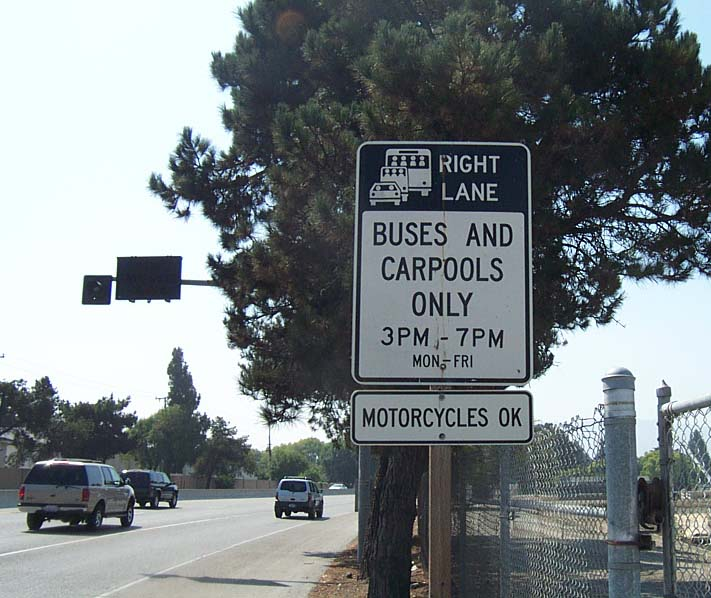 RIGHT
LANE
BUSES AND
CARPOOLS
ONLY
3PM - 7PM
MON-FRI
MOTORCYCLES OK